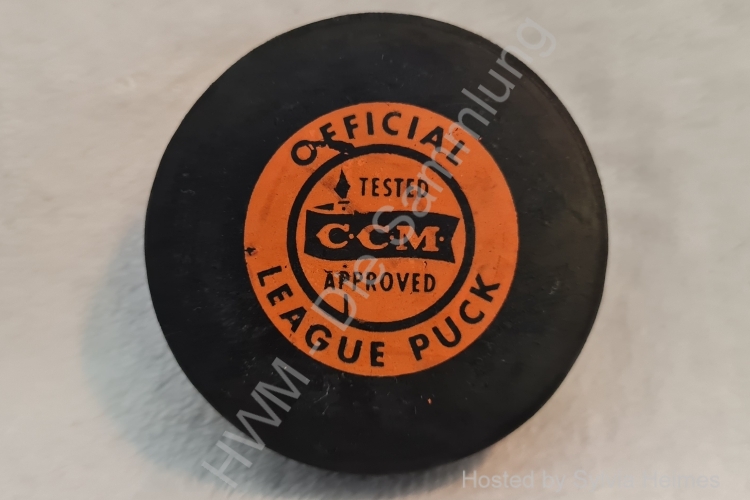 OFFICIAL
TESTED
C·C·M·
APPROVED
LEAGUE PUCK
HWM - Die Sammlung
Hosted by